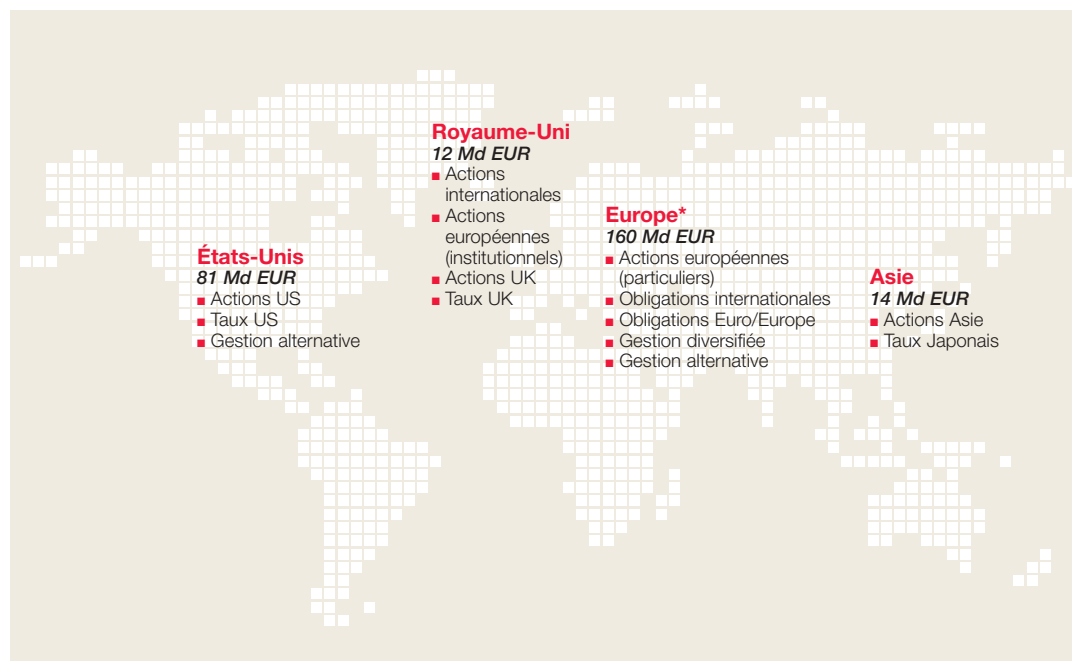 Royaume-Uni
12 Md EUR
■ Actions
internationales
■ Actions
européennes
(institutionnels)
■ Actions UK
■ Taux UK
Europe*
160 Md EUR
■ Actions européennes
(particuliers)
■ Obligations internationales
■ Obligations Euro/Europe
■ Gestion diversifiée
■ Gestion alternative
États-Unis
81 Md EUR
■ Actions US
■ Taux US
■ Gestion alternative
Asie
14 Md EUR
■ Actions Asie
■ Taux Japonais